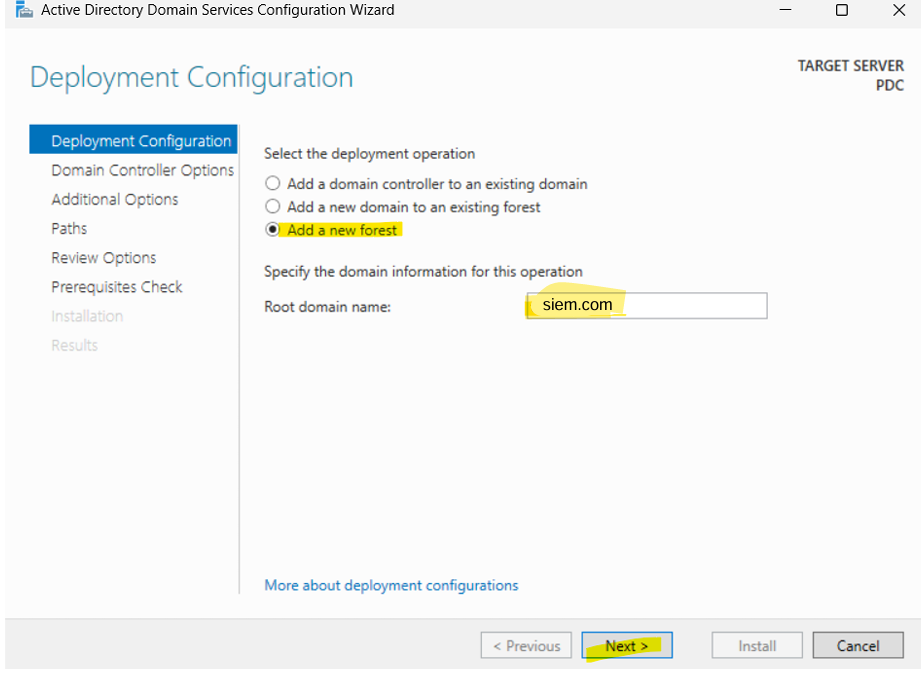 Active Directory Domain Services Configuration Wizard
Deployment Configuration
TARGET SERVER
PDC
Deployment Configuration
Domain Controller Options
Additional Options
Paths
Review Options
Prerequisites Check
Installation
Results
Select the deployment operation
Add a domain controller to an existing domain
Add a new domain to an existing forest
Add a new forest
Specify the domain information for this operation
Root domain name:
siem.com
More about deployment configurations
< Previous
Next >
Install
Cancel